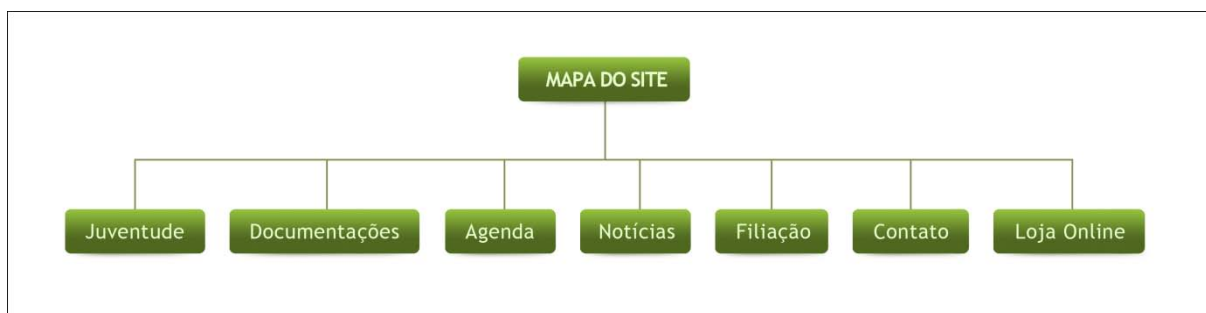 MAPA DO SITE
Juventude Documentações Agenda Notícias Filiação Contato Loja Online